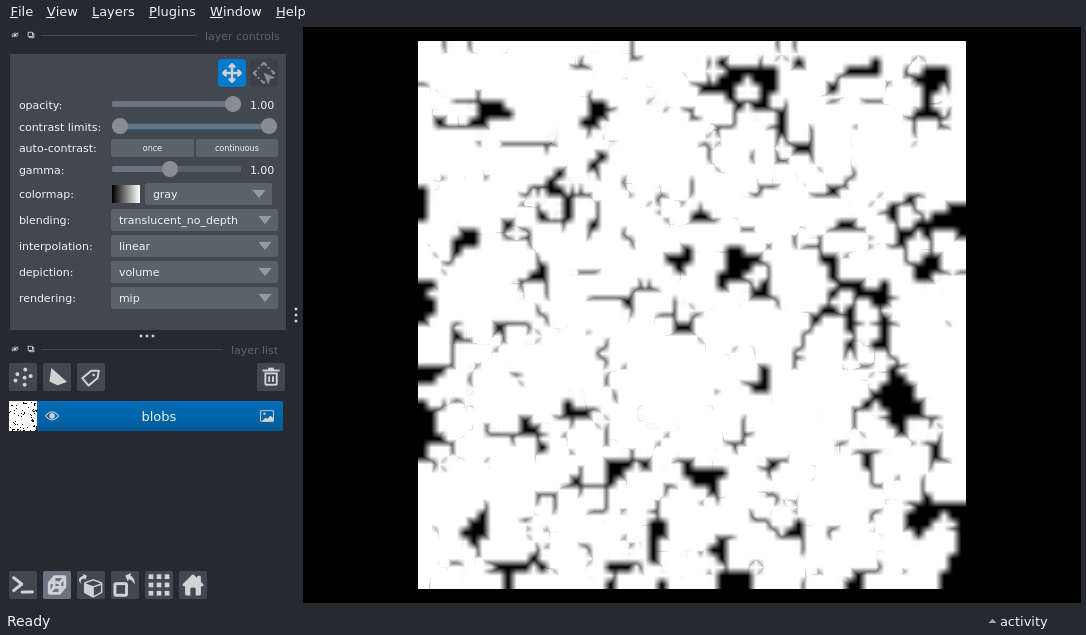 File View Layers Plugins Window Help
layer controls
opacity: 1.00
contrast limits:
auto-contrast: once continuous
gamma: 1.00
colormap: gray
blending: translucent_no_depth
interpolation: linear
depiction: volume
rendering: mip
layer list
blobs
Ready activity